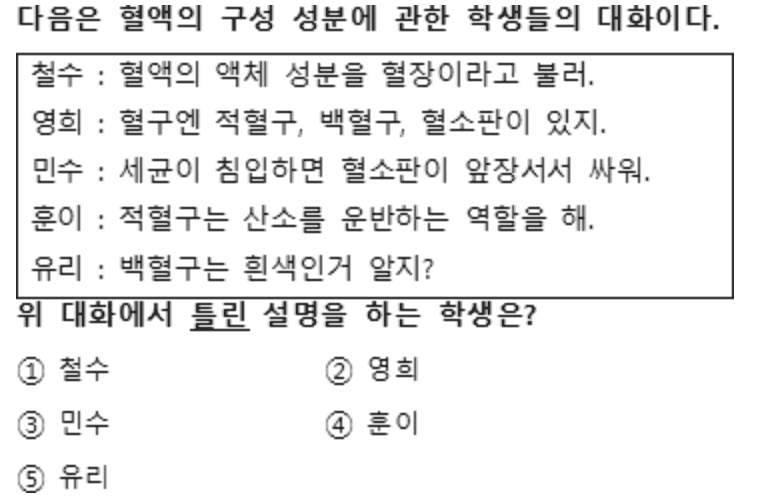 다음은 혈액의 구성 성분에 관한 학생들의 대화이다.
철수 : 혈액의 액체 성분을 혈장이라고 불러.
영희 : 혈구엔 적혈구, 백혈구, 혈소판이 있지.
민수 : 세균이 침입하면 혈소판이 앞장서서 싸워.
훈이 : 적혈구는 산소를 운반하는 역할을 해.
유리 : 백혈구는 흰색인거 알지?
위 대화에서 틀린 설명을 하는 학생은?
① 철수 ② 영희
③ 민수 ④ 훈이
⑤ 유리